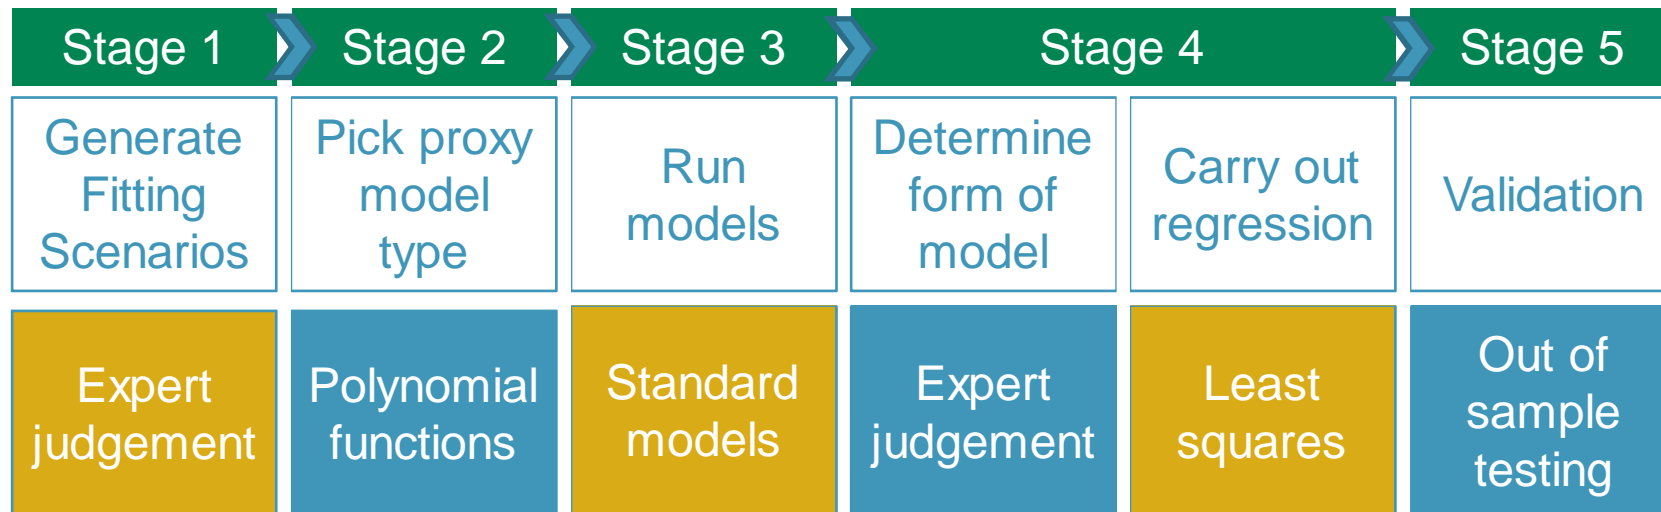 Stage 1
Stage 2
Stage 3
Stage 4
Stage 5
Generate
Fitting
Scenarios
Pick proxy
model
type
Run
models
Determine
form of
model
Carry out
regression
Validation
Expert
judgement
Polynomial
functions
Standard
models
Expert
judgement
Least
squares
Out of
sample
testing